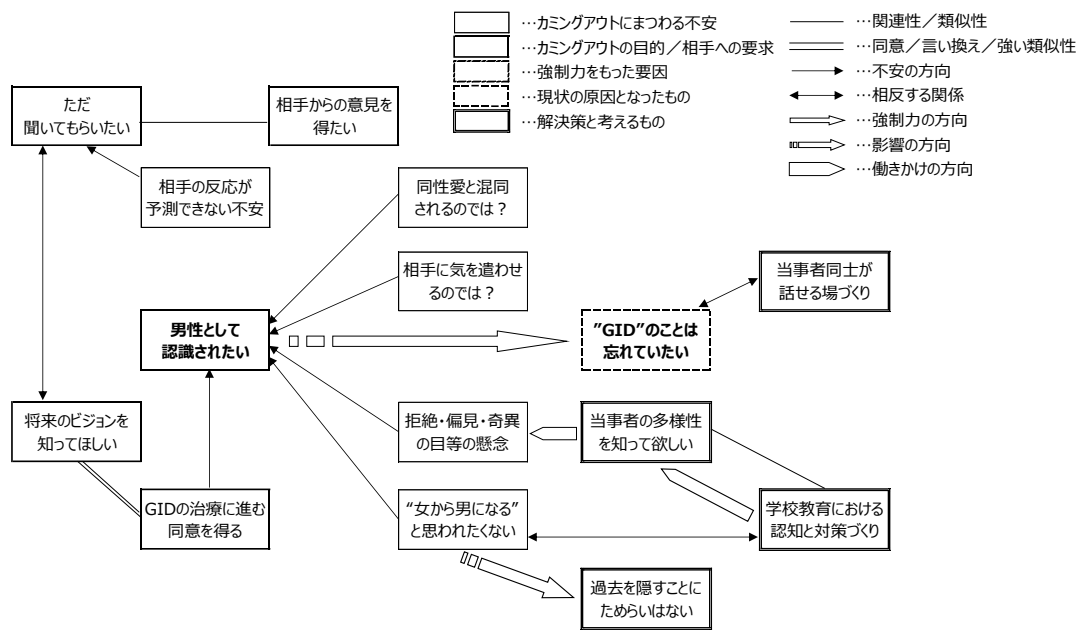 …カミングアウトにまつわる不安
…カミングアウトの目的／相手への要求
…強制力をもった要因
…現状の原因となったもの
…解決策と考えるもの
…関連性／類似性
…同意/言い換え/強い類似性
…不安の方向
…相反する関係
…強制力の方向
…影響の方向
…働きかけの方向
ただ
聞いてもらいたい
相手からの意見を
得たい
相手の反応が
予測できない不安
同性愛と混同
されるのでは？
相手に気を遣わせ
るのでは？
当事者同士が
話せる場づくり
男性として
認識されたい
”GID”のことは
忘れていたい
将来のビジョンを
知ってほしい
拒絶・偏見・奇異
の目等の懸念
当事者の多様性
を知って欲しい
GIDの治療に進む
同意を得る
“女から男になる”
と思われたくない
学校教育における
認知と対策づくり
過去を隠すことに
ためらいはない